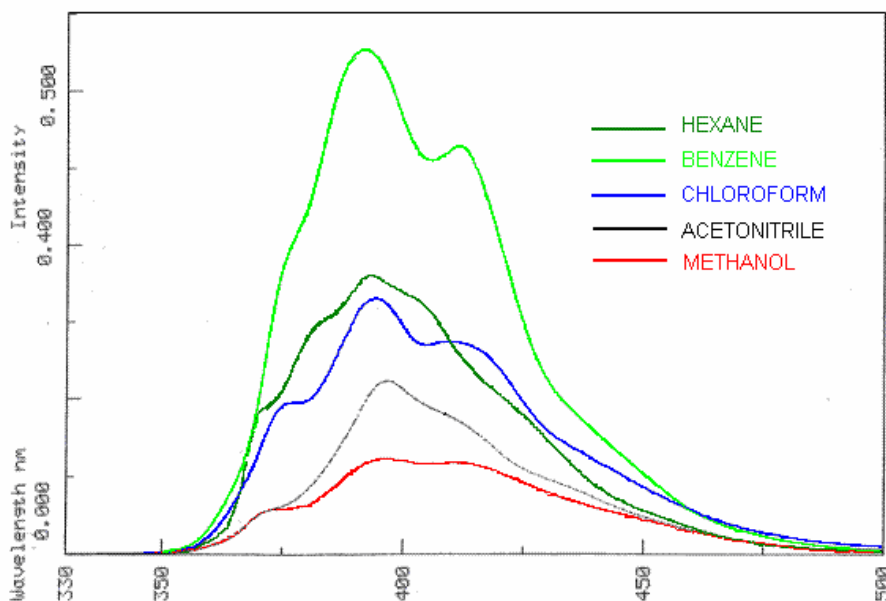 Intensity
0.500
0.400
0.000
HEXANE
BENZENE
CHLOROFORM
ACETONITRILE
METHANOL
Wavelength nm
330
350
400
450
500